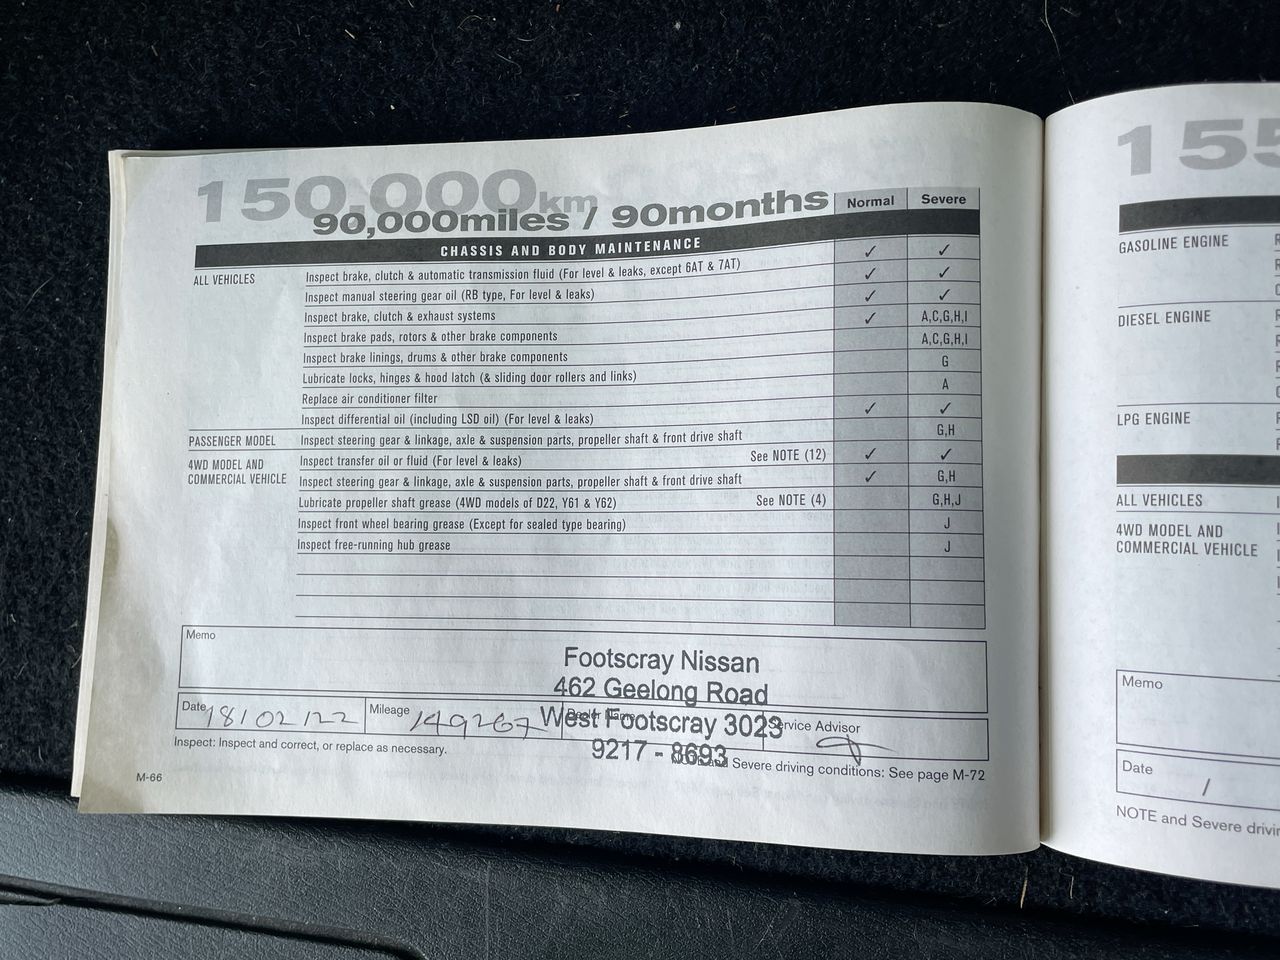 150,000km
90,000miles / 90months
Normal Severe
CHASSIS AND BODY MAINTENANCE ✓ ✓
ALL VEHICLES Inspect brake, clutch & automatic transmission fluid (For level & leaks, except 6AT & 7AT) ✓ ✓
Inspect manual steering gear oil (RB type, For level & leaks) ✓ ✓
Inspect brake, clutch & exhaust systems ✓ A,C,G,H,I
Inspect brake pads, rotors & other brake components A,C,G,H,I
Inspect brake linings, drums & other brake components G
Lubricate locks, hinges & hood latch (& sliding door rollers and links) A
Replace air conditioner filter ✓ ✓
Inspect differential oil (including LSD oil) (For level & leaks) G,H
PASSENGER MODEL Inspect steering gear & linkage, axle & suspension parts, propeller shaft & front drive shaft ✓ ✓
4WD MODEL AND COMMERCIAL VEHICLE Inspect transfer oil or fluid (For level & leaks) See NOTE (12) ✓ G,H
Inspect steering gear & linkage, axle & suspension parts, propeller shaft & front drive shaft G,H,J
Lubricate propeller shaft grease (4WD models of D22, Y61 & Y62) See NOTE (4) J
Inspect front wheel bearing grease (Except for sealed type bearing) J
Inspect free-running hub grease
Memo
Footscray Nissan
462 Geelong Road
West Footscray 3023
9217 - 8693
Date 18/02/22 Mileage 149267 Service Advisor
Inspect: Inspect and correct, or replace as necessary.
Severe driving conditions: See page M-72
M-66
155
GASOLINE ENGINE
DIESEL ENGINE
LPG ENGINE
ALL VEHICLES
4WD MODEL AND
COMMERCIAL VEHICLE
Memo
Date /
NOTE and Severe